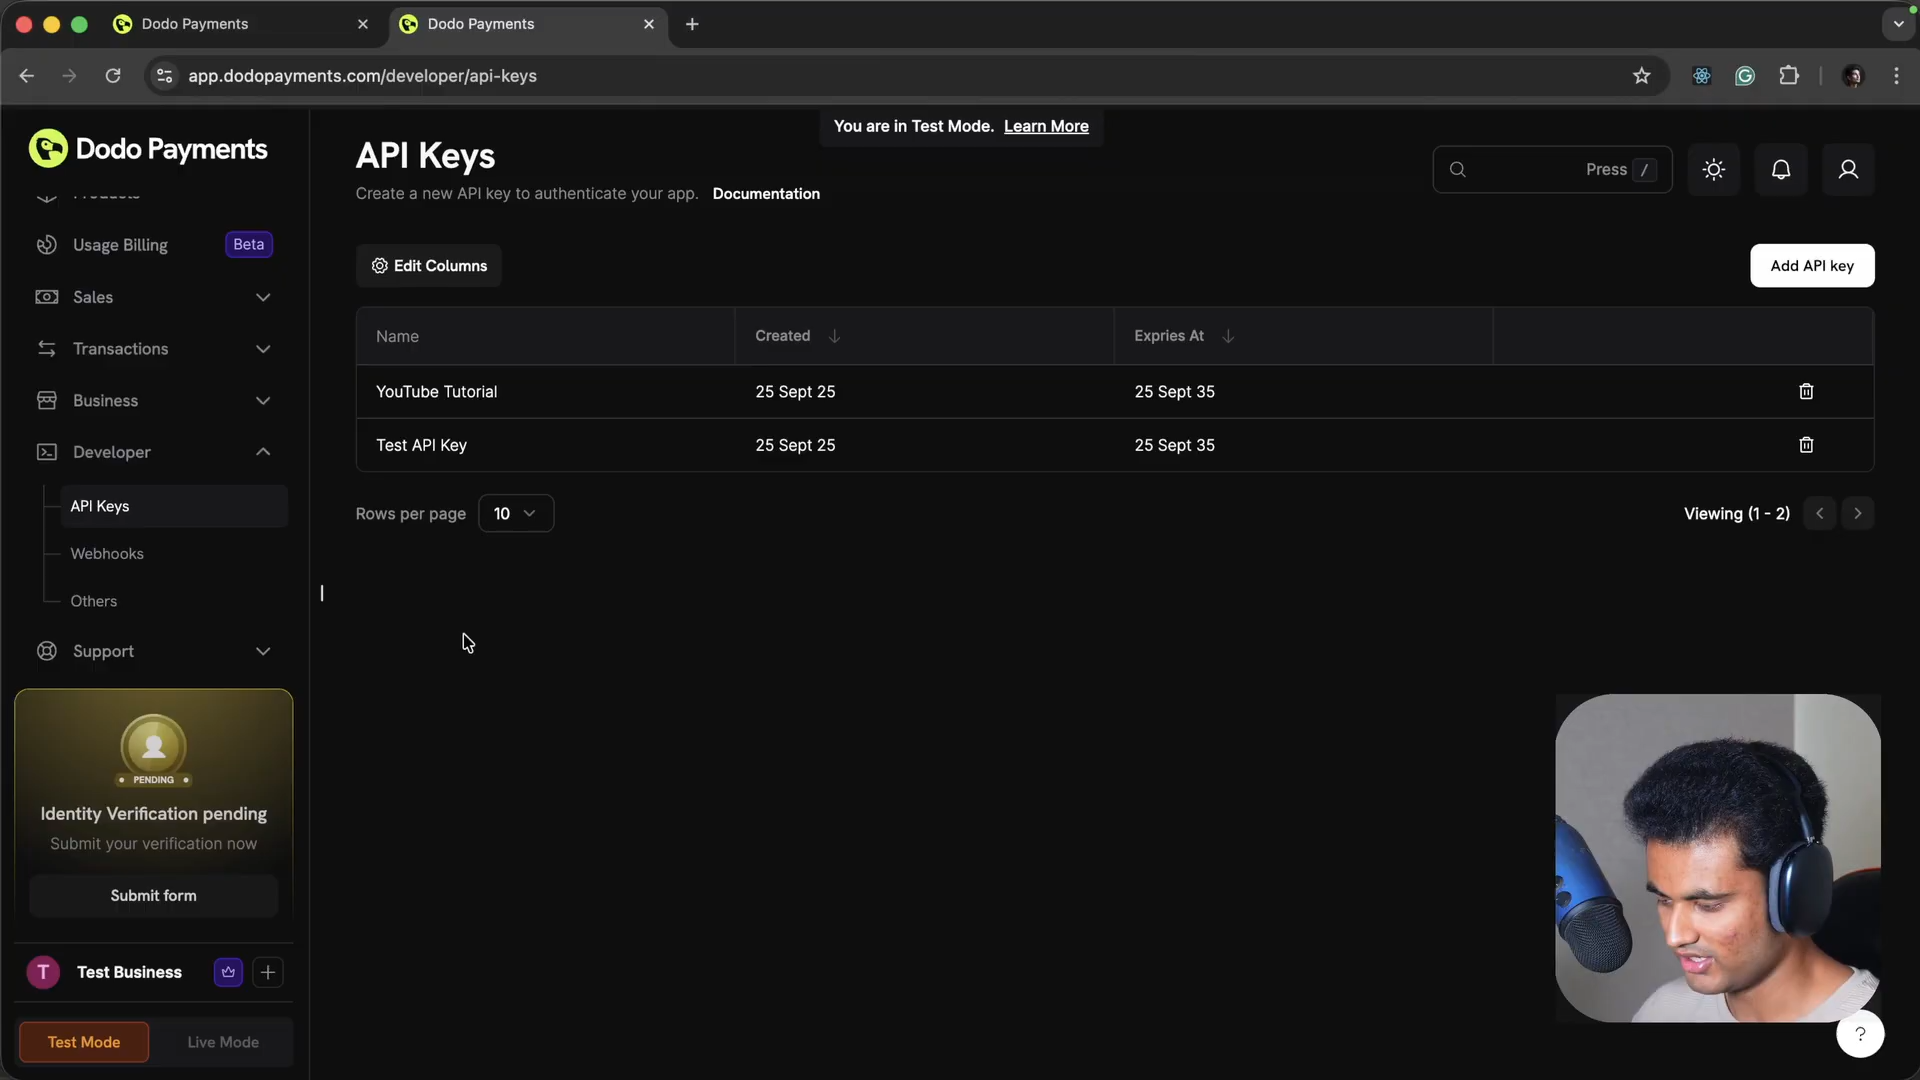 Dodo Payments
Dodo Payments
app.dodopayments.com/developer/api-keys
Dodo Payments
You are in Test Mode. Learn More
API Keys
Create a new API key to authenticate your app. Documentation
Press /
Products
Usage Billing
Beta
Sales
Transactions
Business
Developer
API Keys
Webhooks
Others
Support
Edit Columns
Add API key
Name
Created
Expries At
YouTube Tutorial
25 Sept 25
25 Sept 35
Test API Key
25 Sept 25
25 Sept 35
Rows per page
10
Viewing (1 - 2)
PENDING
Identity Verification pending
Submit your verification now
Submit form
T
Test Business
Test Mode
Live Mode
?